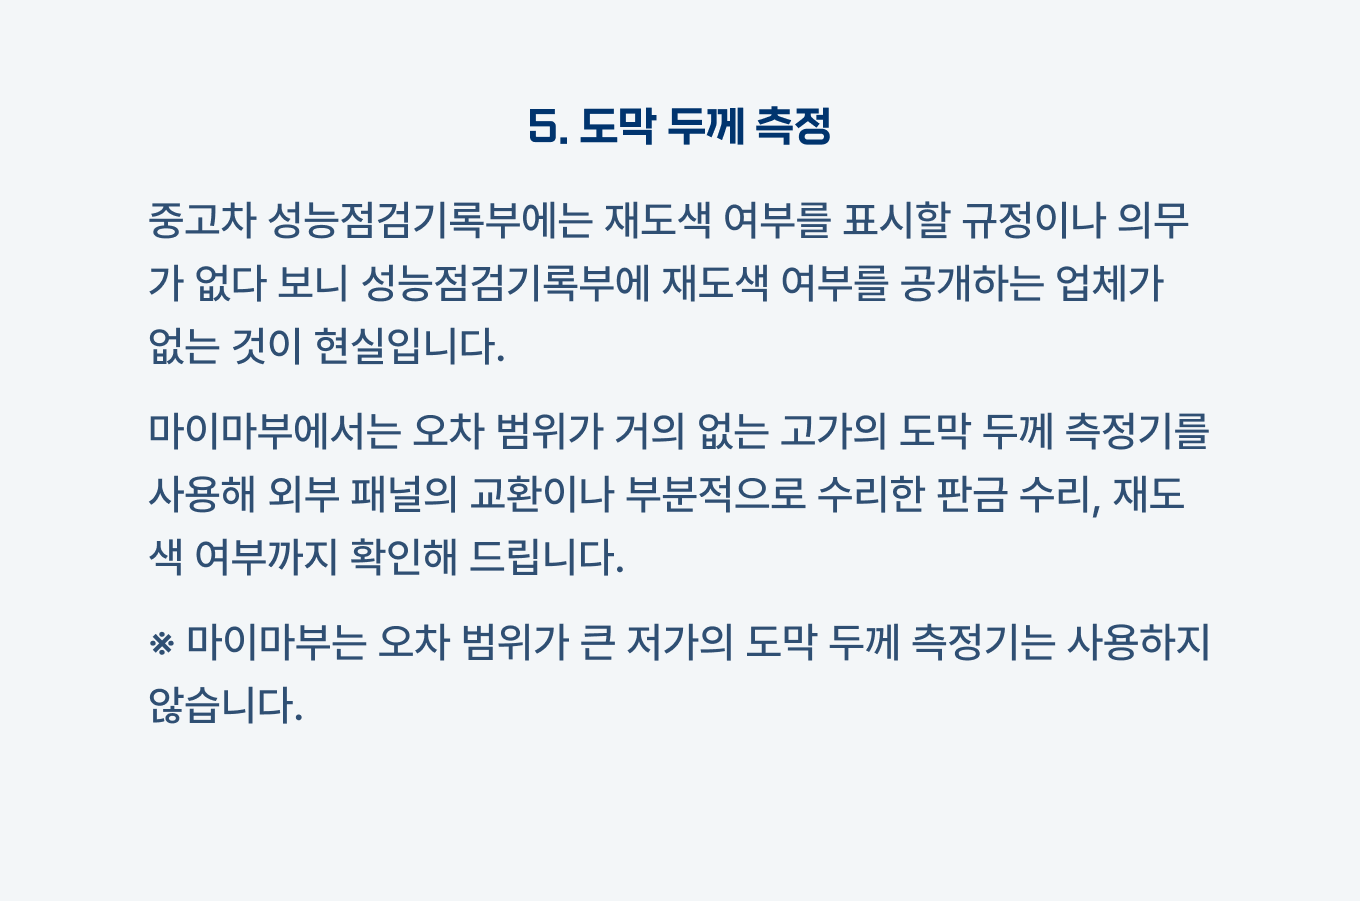 5. 도막 두께 측정
중고차 성능점검기록부에는 재도색 여부를 표시할 규정이나 의무
가 없다 보니 성능점검기록부에 재도색 여부를 공개하는 업체가
없는 것이 현실입니다.
마이마부에서는 오차 범위가 거의 없는 고가의 도막 두께 측정기를
사용해 외부 패널의 교환이나 부분적으로 수리한 판금 수리, 재도
색 여부까지 확인해 드립니다.
※ 마이마부는 오차 범위가 큰 저가의 도막 두께 측정기는 사용하지
않습니다.